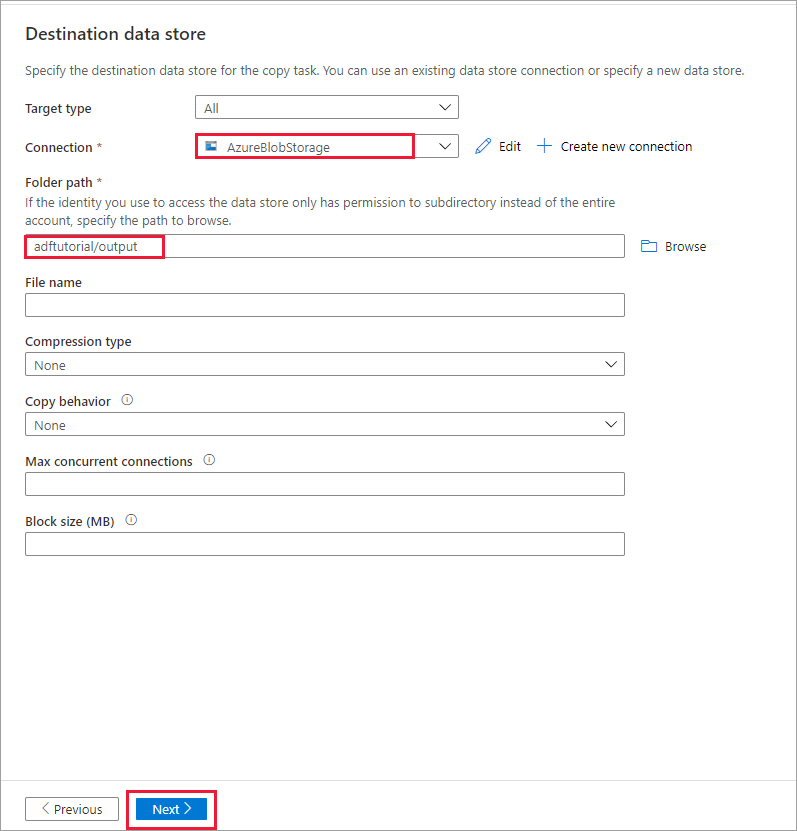 Destination data store
Specify the destination data store for the copy task. You can use an existing data store connection or specify a new data store.
Target type
All
Connection *
AzureBlobStorage
Edit
Create new connection
Folder path *
If the identity you use to access the data store only has permission to subdirectory instead of the entire
account, specify the path to browse.
adftutorial/output
Browse
File name
Compression type
None
Copy behavior
None
Max concurrent connections
Block size (MB)
Previous
Next